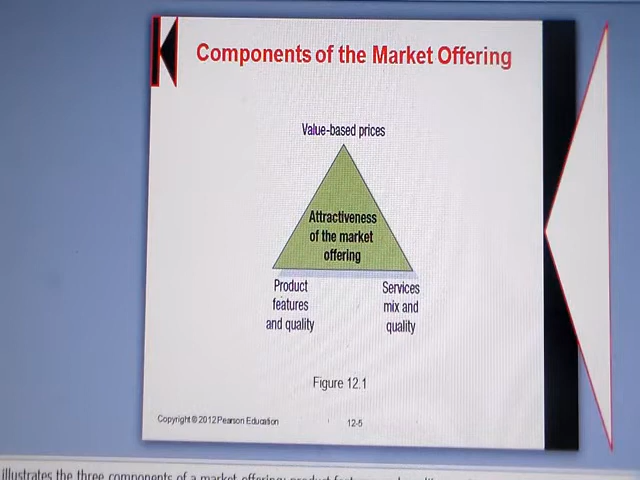 Components of the Market Offering
Value-based prices
Attractiveness
of the market
offering
Product
features
and quality
Services
mix and
quality
Figure 12.1
Copyright © 2012 Pearson Education
12-5
illustrates the three components of a market offering: product